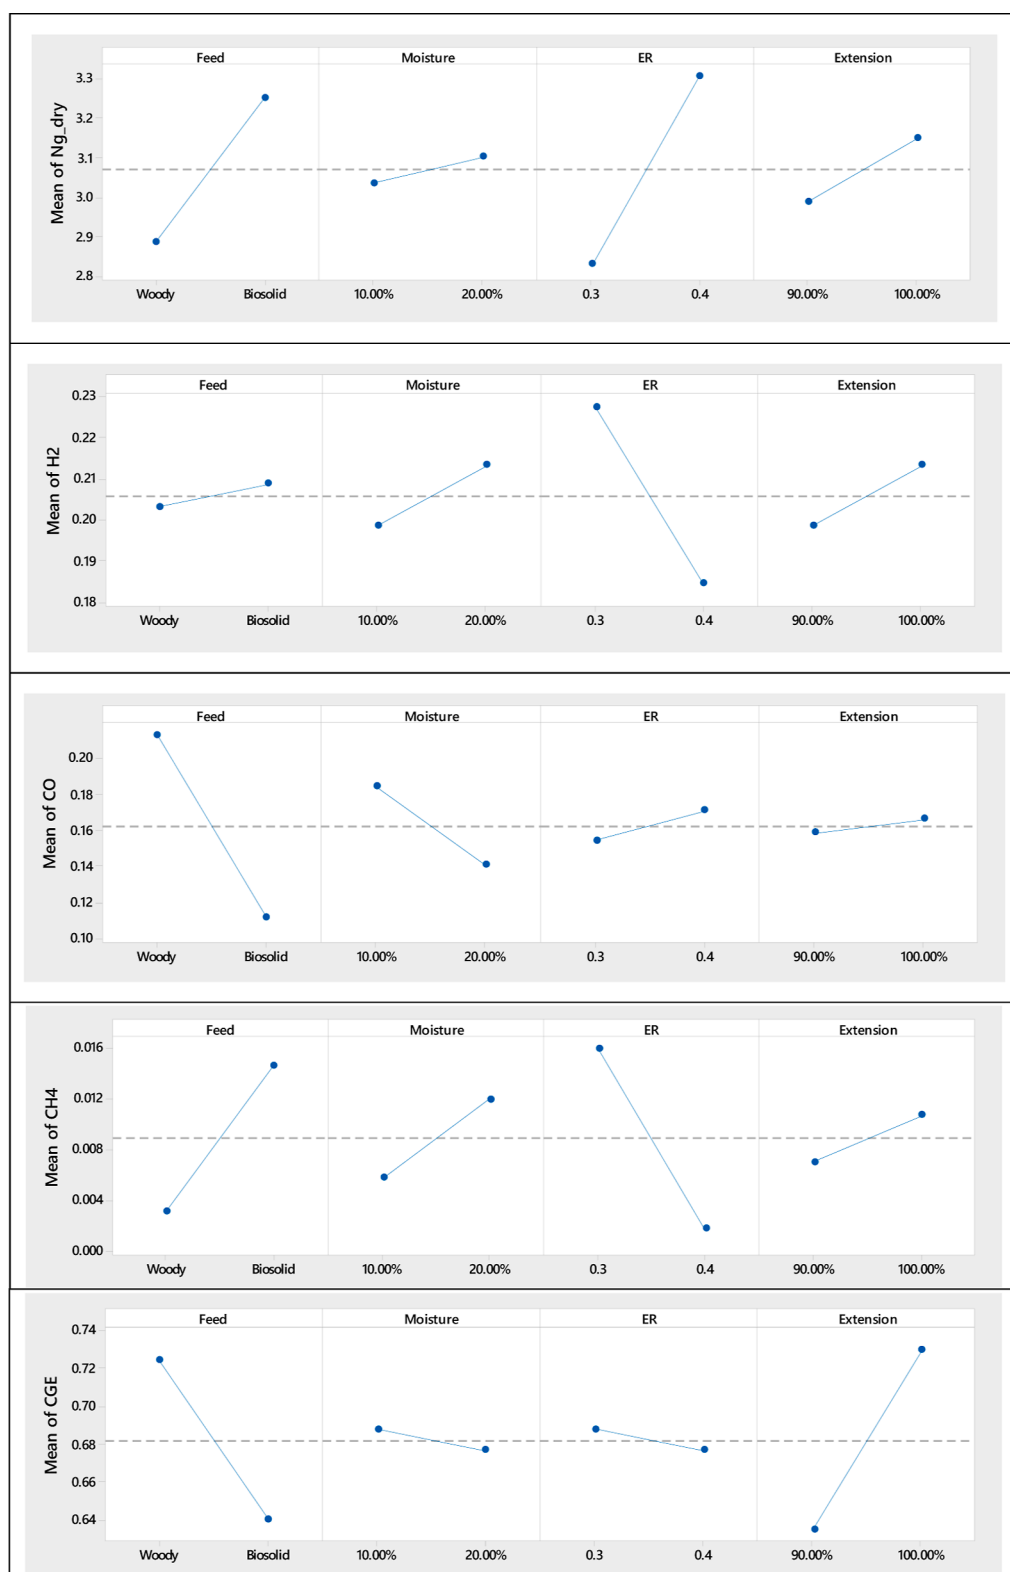 Feed Moisture ER Extension
Mean of Ng_dry
3.3
3.2
3.1
3.0
2.9
2.8
Woody Biosolid 10.00% 20.00% 0.3 0.4 90.00% 100.00%
Feed Moisture ER Extension
Mean of H2
0.23
0.22
0.21
0.20
0.19
0.18
Woody Biosolid 10.00% 20.00% 0.3 0.4 90.00% 100.00%
Feed Moisture ER Extension
Mean of CO
0.20
0.18
0.16
0.14
0.12
0.10
Woody Biosolid 10.00% 20.00% 0.3 0.4 90.00% 100.00%
Feed Moisture ER Extension
Mean of CH4
0.016
0.012
0.008
0.004
0.000
Woody Biosolid 10.00% 20.00% 0.3 0.4 90.00% 100.00%
Feed Moisture ER Extension
Mean of CGE
0.74
0.72
0.70
0.68
0.66
0.64
Woody Biosolid 10.00% 20.00% 0.3 0.4 90.00% 100.00%